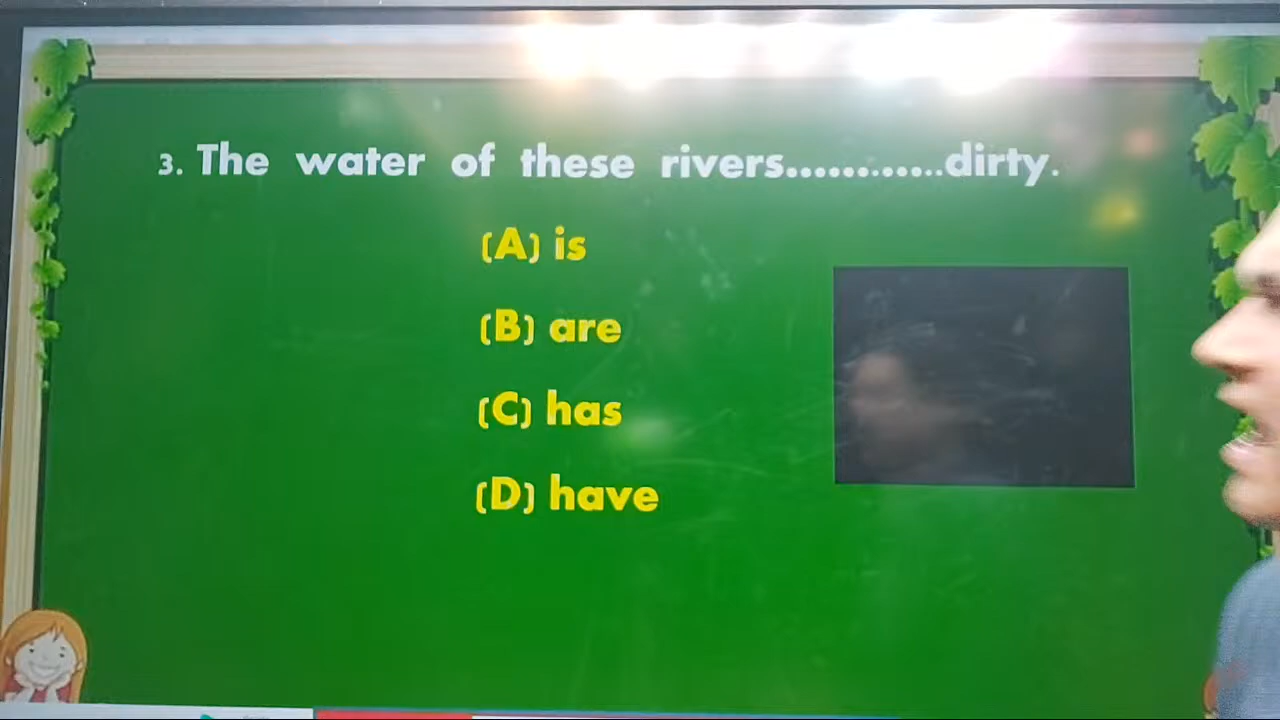 3. The water of these rivers............dirty.
(A) is
(B) are
(C) has
(D) have